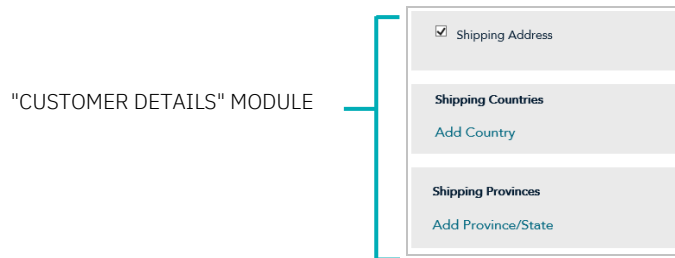 "CUSTOMER DETAILS" MODULE
Shipping Address
Shipping Countries
Add Country
Shipping Provinces
Add Province/State